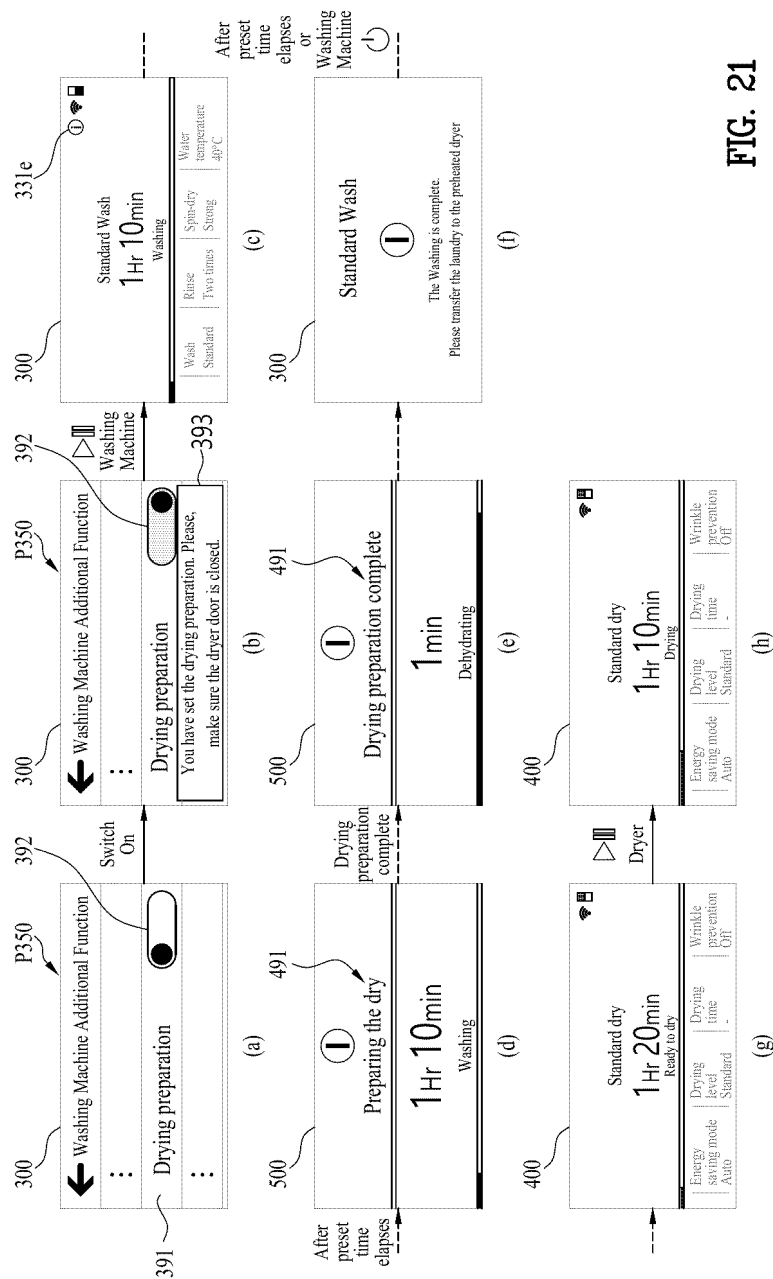 300
P350
392
Washing Machine Additional Function
391
Drying preparation
(a)
Switch
On
300
P350
392
Washing Machine Additional Function
Drying preparation
You have set the drying preparation. Please,
make sure the dryer door is closed.
393
(b)
Washing
Machine
300
331e
i
Standard Wash
1Hr 10min
Washing
Wash
Standard
Rinse
Two times
Spin-dry
Strong
Water
temperature
40°C
(c)
After
preset
time
elapses
500
491
Preparing the dry
1Hr 10min
Washing
(d)
Drying
preparation
complete
500
491
Drying preparation complete
1min
Dehydrating
(e)
300
Standard Wash
The Washing is complete.
Please transfer the laundry to the preheated dryer
(f)
After
preset
time
elapses
or
Washing
Machine
400
Standard dry
1Hr 20min
Ready to dry
Energy
saving mode
Auto
Drying
level
Standard
Drying
time
-
Wrinkle
prevention
Off
(g)
Dryer
400
Standard dry
1Hr 10min
Drying
Energy
saving mode
Auto
Drying
level
Standard
Drying
time
-
Wrinkle
prevention
Off
(h)
FIG. 21